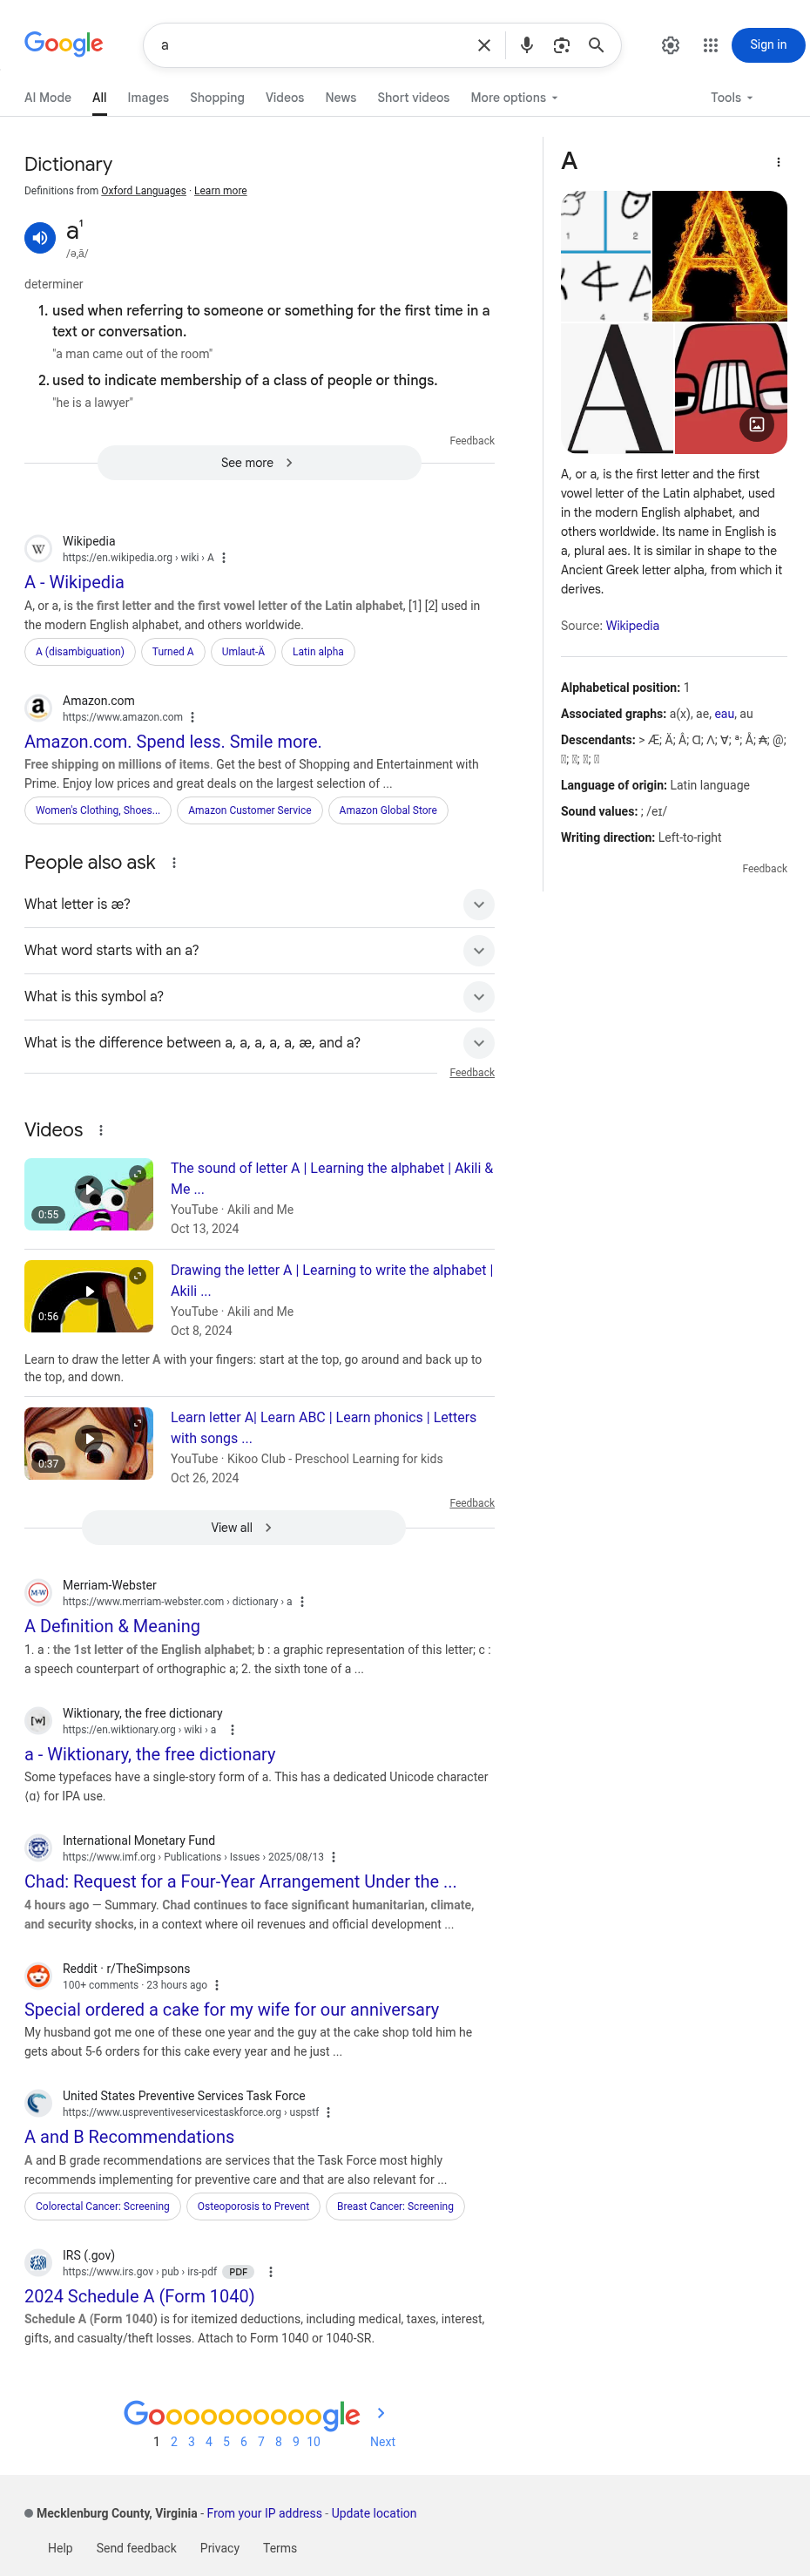 Google
a
Sign in
AI Mode
All
Images
Shopping
Videos
News
Short videos
More options
Tools
Dictionary
Definitions from Oxford Languages · Learn more
a¹
/ə,ā/
determiner
1. used when referring to someone or something for the first time in a
text or conversation.
"a man came out of the room"
2. used to indicate membership of a class of people or things.
"he is a lawyer"
Feedback
See more
Wikipedia
https://en.wikipedia.org › wiki › A
A - Wikipedia
A, or a, is the first letter and the first vowel letter of the Latin alphabet, [1] [2] used in
the modern English alphabet, and others worldwide.
A (disambiguation)
Turned A
Umlaut-Ä
Latin alpha
Amazon.com
https://www.amazon.com
Amazon.com. Spend less. Smile more.
Free shipping on millions of items. Get the best of Shopping and Entertainment with
Prime. Enjoy low prices and great deals on the largest selection of ...
Women's Clothing, Shoes...
Amazon Customer Service
Amazon Global Store
People also ask
What letter is æ?
What word starts with an a?
What is this symbol a?
What is the difference between a, a, a, a, a, æ, and a?
Feedback
Videos
0:55
The sound of letter A | Learning the alphabet | Akili &
Me ...
YouTube · Akili and Me
Oct 13, 2024
0:56
Drawing the letter A | Learning to write the alphabet |
Akili ...
YouTube · Akili and Me
Oct 8, 2024
Learn to draw the letter A with your fingers: start at the top, go around and back up to
the top, and down.
0:37
Learn letter A| Learn ABC | Learn phonics | Letters
with songs ...
YouTube · Kikoo Club - Preschool Learning for kids
Oct 26, 2024
Feedback
View all
Merriam-Webster
https://www.merriam-webster.com › dictionary › a
A Definition & Meaning
1. a : the 1st letter of the English alphabet; b : a graphic representation of this letter; c :
a speech counterpart of orthographic a; 2. the sixth tone of a ...
Wiktionary, the free dictionary
https://en.wiktionary.org › wiki › a
a - Wiktionary, the free dictionary
Some typefaces have a single-story form of a. This has a dedicated Unicode character
⟨ɑ⟩ for IPA use.
International Monetary Fund
https://www.imf.org › Publications › Issues › 2025/08/13
Chad: Request for a Four-Year Arrangement Under the ...
4 hours ago — Summary. Chad continues to face significant humanitarian, climate,
and security shocks, in a context where oil revenues and official development ...
Reddit · r/TheSimpsons
100+ comments · 23 hours ago
Special ordered a cake for my wife for our anniversary
My husband got me one of these one year and the guy at the cake shop told him he
gets about 5-6 orders for this cake every year and he just ...
United States Preventive Services Task Force
https://www.uspreventiveservicestaskforce.org › uspstf
A and B Recommendations
A and B grade recommendations are services that the Task Force most highly
recommends implementing for preventive care and that are also relevant for ...
Colorectal Cancer: Screening
Osteoporosis to Prevent
Breast Cancer: Screening
IRS (.gov)
https://www.irs.gov › pub › irs-pdf PDF
2024 Schedule A (Form 1040)
Schedule A (Form 1040) is for itemized deductions, including medical, taxes, interest,
gifts, and casualty/theft losses. Attach to Form 1040 or 1040-SR.
Goooooooooogle
1 2 3 4 5 6 7 8 9 10 Next
A
1 2
4 5
A
A
A, or a, is the first letter and the first
vowel letter of the Latin alphabet, used
in the modern English alphabet, and
others worldwide. Its name in English is
a, plural aes. It is similar in shape to the
Ancient Greek letter alpha, from which it
derives.
Source: Wikipedia
Alphabetical position: 1
Associated graphs: a(x), ae, eau, au
Descendants: > Æ; Ä; Â; Ɑ; Λ; Ɐ; ª; Å; ₳; @;
Language of origin: Latin language
Sound values: ; /eɪ/
Writing direction: Left-to-right
Feedback
Mecklenburg County, Virginia - From your IP address - Update location
Help
Send feedback
Privacy
Terms